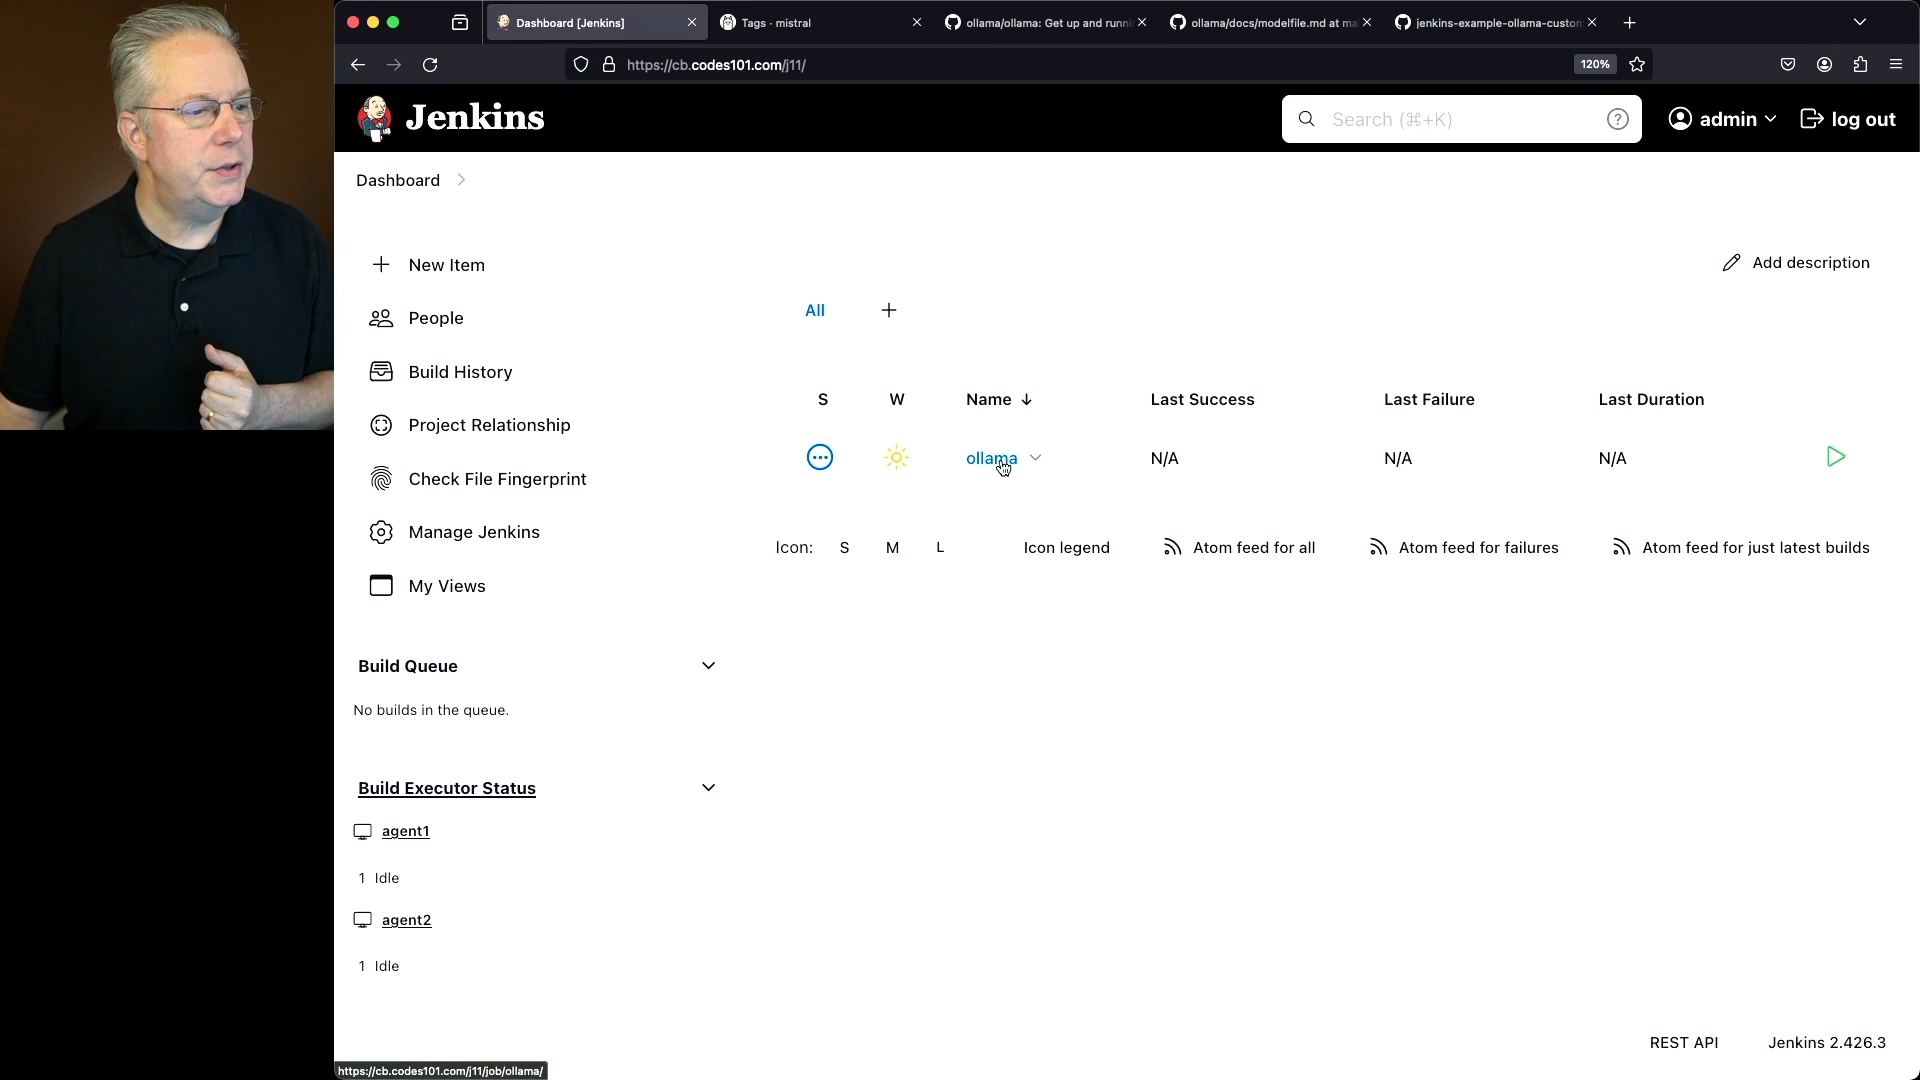 Dashboard [Jenkins]
Tags · mistral
ollama/ollama: Get up and runni
ollama/docs/modelfile.md at ma
jenkins-example-ollama-custom
https://cb.codes101.com/j11/
120%
Jenkins
Search (⌘+K)
admin
log out
Dashboard
New Item
People
Build History
Project Relationship
Check File Fingerprint
Manage Jenkins
My Views
Add description
All
S W Name ↓ Last Success Last Failure Last Duration
ollama N/A N/A N/A
Icon: S M L Icon legend Atom feed for all Atom feed for failures Atom feed for just latest builds
Build Queue
No builds in the queue.
Build Executor Status
agent1
1 Idle
agent2
1 Idle
REST API Jenkins 2.426.3
https://cb.codes101.com/j11/job/ollama/